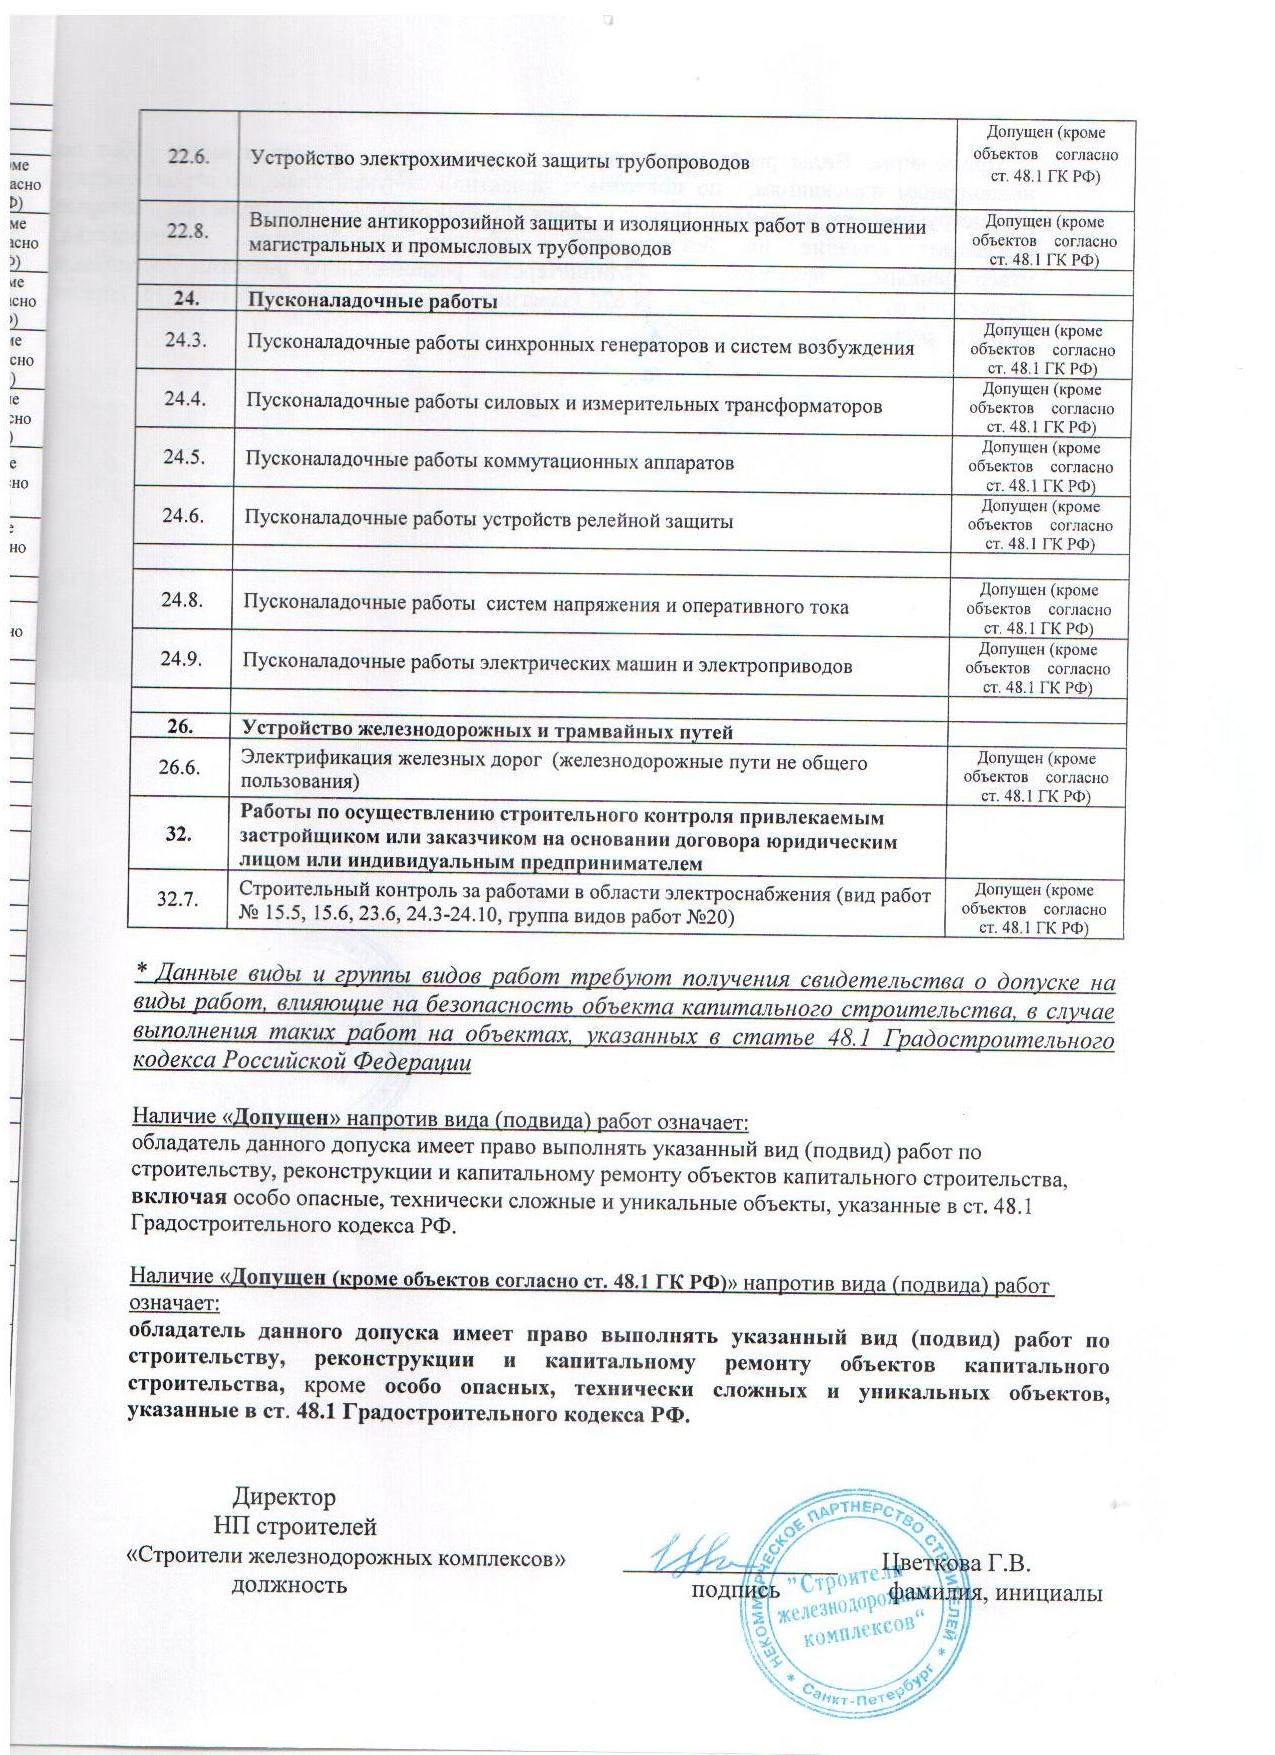 оме
асно
Ф)
ме
асно
Ф)
ме
сно
)
ие
сно
)
е
сно
)
е
но
е
но
но
22.6.
Устройство электрохимической защиты трубопроводов
Допущен (кроме
объектов согласно
ст. 48.1 ГК РФ)
22.8.
Выполнение антикоррозийной защиты и изоляционных работ в отношении
магистральных и промысловых трубопроводов
Допущен (кроме
объектов согласно
ст. 48.1 ГК РФ)
24.
Пусконаладочные работы
24.3.
Пусконаладочные работы синхронных генераторов и систем возбуждения
Допущен (кроме
объектов согласно
ст. 48.1 ГК РФ)
24.4.
Пусконаладочные работы силовых и измерительных трансформаторов
Допущен (кроме
объектов согласно
ст. 48.1 ГК РФ)
24.5.
Пусконаладочные работы коммутационных аппаратов
Допущен (кроме
объектов согласно
ст. 48.1 ГК РФ)
24.6.
Пусконаладочные работы устройств релейной защиты
Допущен (кроме
объектов согласно
ст. 48.1 ГК РФ)
24.8.
Пусконаладочные работы систем напряжения и оперативного тока
Допущен (кроме
объектов согласно
ст. 48.1 ГК РФ)
24.9.
Пусконаладочные работы электрических машин и электроприводов
Допущен (кроме
объектов согласно
ст. 48.1 ГК РФ)
26.
Устройство железнодорожных и трамвайных путей
26.6.
Электрификация железных дорог (железнодорожные пути не общего
пользования)
Допущен (кроме
объектов согласно
ст. 48.1 ГК РФ)
32.
Работы по осуществлению строительного контроля привлекаемым
застройщиком или заказчиком на основании договора юридическим
лицом или индивидуальным предпринимателем
32.7.
Строительный контроль за работами в области электроснабжения (вид работ
№ 15.5, 15.6, 23.6, 24.3-24.10, группа видов работ №20)
Допущен (кроме
объектов согласно
ст. 48.1 ГК РФ)
* Данные виды и группы видов работ требуют получения свидетельства о допуске на
виды работ, влияющие на безопасность объекта капитального строительства, в случае
выполнения таких работ на объектах, указанных в статье 48.1 Градостроительного
кодекса Российской Федерации
Наличие «Допущен» напротив вида (подвида) работ означает:
обладатель данного допуска имеет право выполнять указанный вид (подвид) работ по
строительству, реконструкции и капитальному ремонту объектов капитального строительства,
включая особо опасные, технически сложные и уникальные объекты, указанные в ст. 48.1
Градостроительного кодекса РФ.
Наличие «Допущен (кроме объектов согласно ст. 48.1 ГК РФ)» напротив вида (подвида) работ
означает:
обладатель данного допуска имеет право выполнять указанный вид (подвид) работ по
строительству, реконструкции и капитальному ремонту объектов капитального
строительства, кроме особо опасных, технически сложных и уникальных объектов,
указанные в ст. 48.1 Градостроительного кодекса РФ.
Директор
НП строителей
«Строители железнодорожных комплексов»
должность
подпись
Цветкова Г.В.
фамилия, инициалы
НЕКОММЕРЧЕСКОЕ ПАРТНЕРСТВО СТРОИТЕЛЕЙ
"Строители
железнодорожных
комплексов"
* Санкт-Петербург *